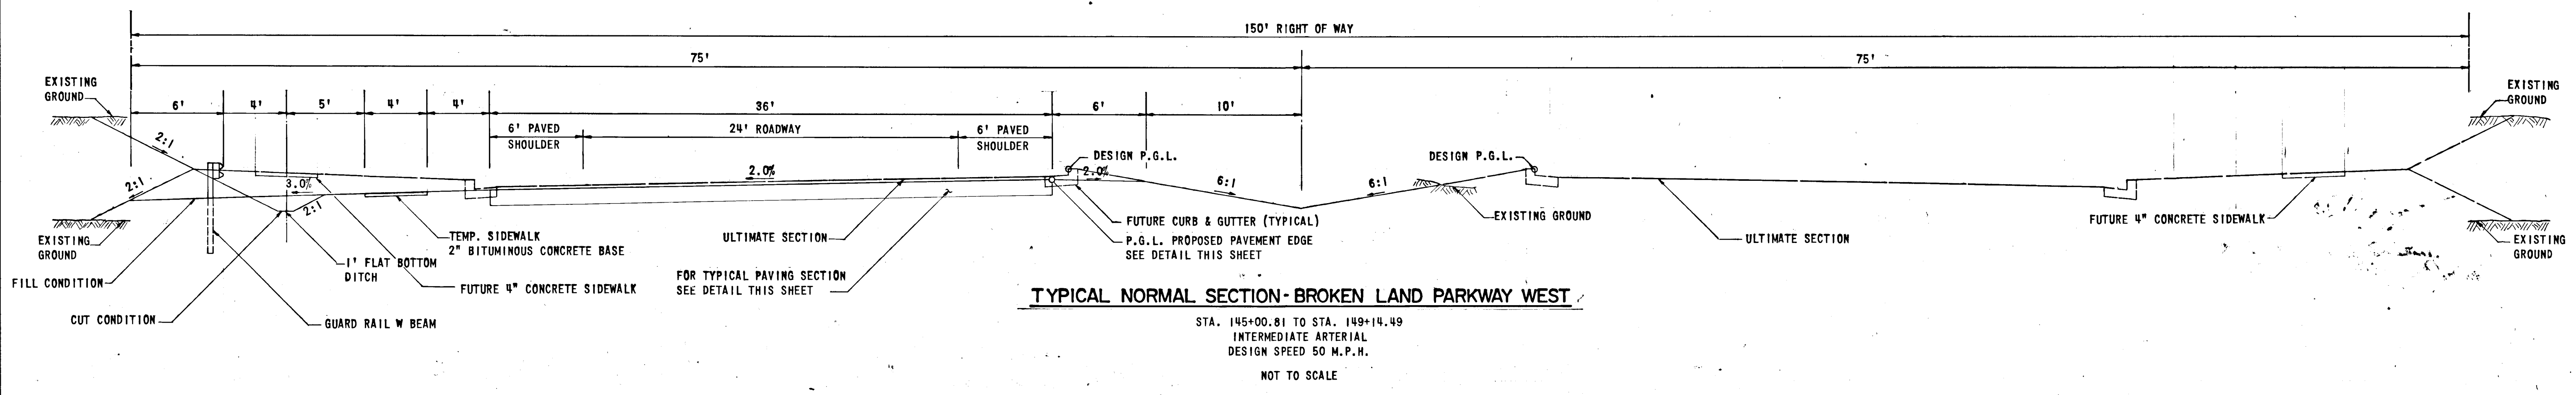 150' RIGHT OF WAY
75'
75'
EXISTING
GROUND
6'
4'
5'
4'
4'
36'
6'
10'
EXISTING
GROUND
6' PAVED
SHOULDER
24' ROADWAY
6' PAVED
SHOULDER
2:1
DESIGN P.G.L.
DESIGN P.G.L.
2:1
3.0%
2.0%
2.0%
6:1
6:1
2:1
EXISTING GROUND
FUTURE 4" CONCRETE SIDEWALK
FUTURE CURB & GUTTER (TYPICAL)
EXISTING
GROUND
TEMP. SIDEWALK
2" BITUMINOUS CONCRETE BASE
ULTIMATE SECTION
P.G.L. PROPOSED PAVEMENT EDGE
SEE DETAIL THIS SHEET
ULTIMATE SECTION
EXISTING
GROUND
1' FLAT BOTTOM
DITCH
FILL CONDITION
FUTURE 4" CONCRETE SIDEWALK
FOR TYPICAL PAVING SECTION
SEE DETAIL THIS SHEET
CUT CONDITION
GUARD RAIL W BEAM
TYPICAL NORMAL SECTION-BROKEN LAND PARKWAY WEST
STA. 145+00.81 TO STA. 149+14.49
INTERMEDIATE ARTERIAL
DESIGN SPEED 50 M.P.H.
NOT TO SCALE